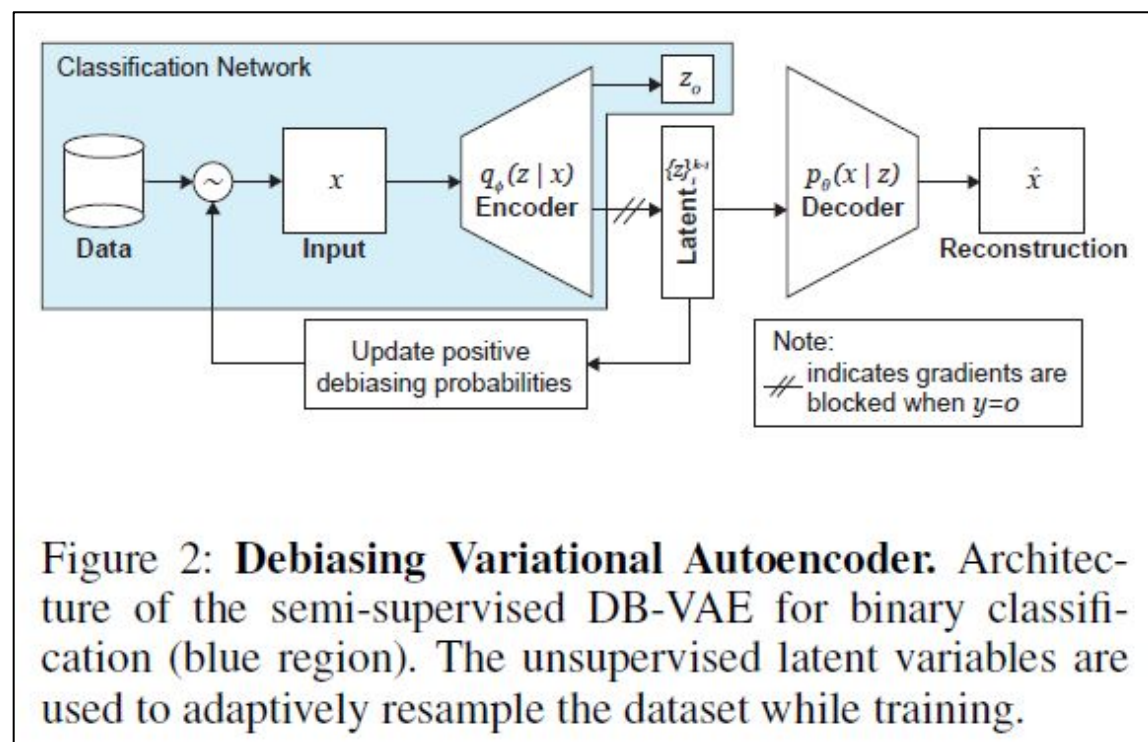 Classification Network
z_o
Data
~
x
Input
q_ϕ(z | x)
Encoder
{z}^{k-1}
Latent-
p_θ(x | z)
Decoder
x̂
Reconstruction
Update positive
debiasing probabilities
Note:
indicates gradients are
blocked when y=o
Figure 2: Debiasing Variational Autoencoder. Architec-
ture of the semi-supervised DB-VAE for binary classifi-
cation (blue region). The unsupervised latent variables are
used to adaptively resample the dataset while training.